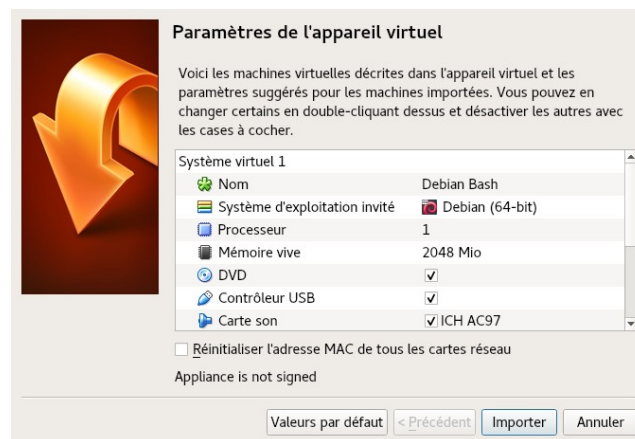 Paramètres de l'appareil virtuel
Voici les machines virtuelles décrites dans l'appareil virtuel et les
paramètres suggérés pour les machines importées. Vous pouvez en
changer certains en double-cliquant dessus et désactiver les autres avec
les cases à cocher.
Système virtuel 1
Nom Debian Bash
Système d'exploitation invité Debian (64-bit)
Processeur 1
Mémoire vive 2048 Mio
DVD
Contrôleur USB
Carte son ICH AC97
Réinitialiser l'adresse MAC de tous les cartes réseau
Appliance is not signed
Valeurs par défaut < Précédent Importer Annuler